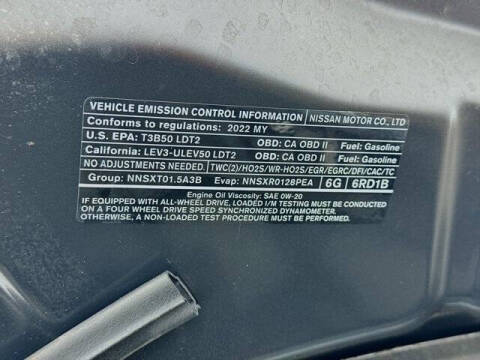 VEHICLE EMISSION CONTROL INFORMATION NISSAN MOTOR CO., LTD
Conforms to regulations: 2022 MY
U.S. EPA: T3B50 LDT2 OBD: CA OBD II Fuel: Gasoline
California: LEV3-ULEV50 LDT2 OBD: CA OBD II Fuel: Gasoline
NO ADJUSTMENTS NEEDED. TWC(2)/HO2S/WR-HO2S/EGR/EGRC/DFI/CAC/TC
Group: NNSXT01.5A3B Evap: NNSXR0128PEA 6G 6RD1B
Engine Oil Viscosity: SAE 0W-20
IF EQUIPPED WITH ALL-WHEEL DRIVE, LOADED I/M TESTING MUST BE CONDUCTED
ON A FOUR WHEEL DRIVE SPEED SYNCHRONIZED DYNAMOMETER.
OTHERWISE, A NON-LOADED TEST PROCEDURE MUST BE CONDUCTED.